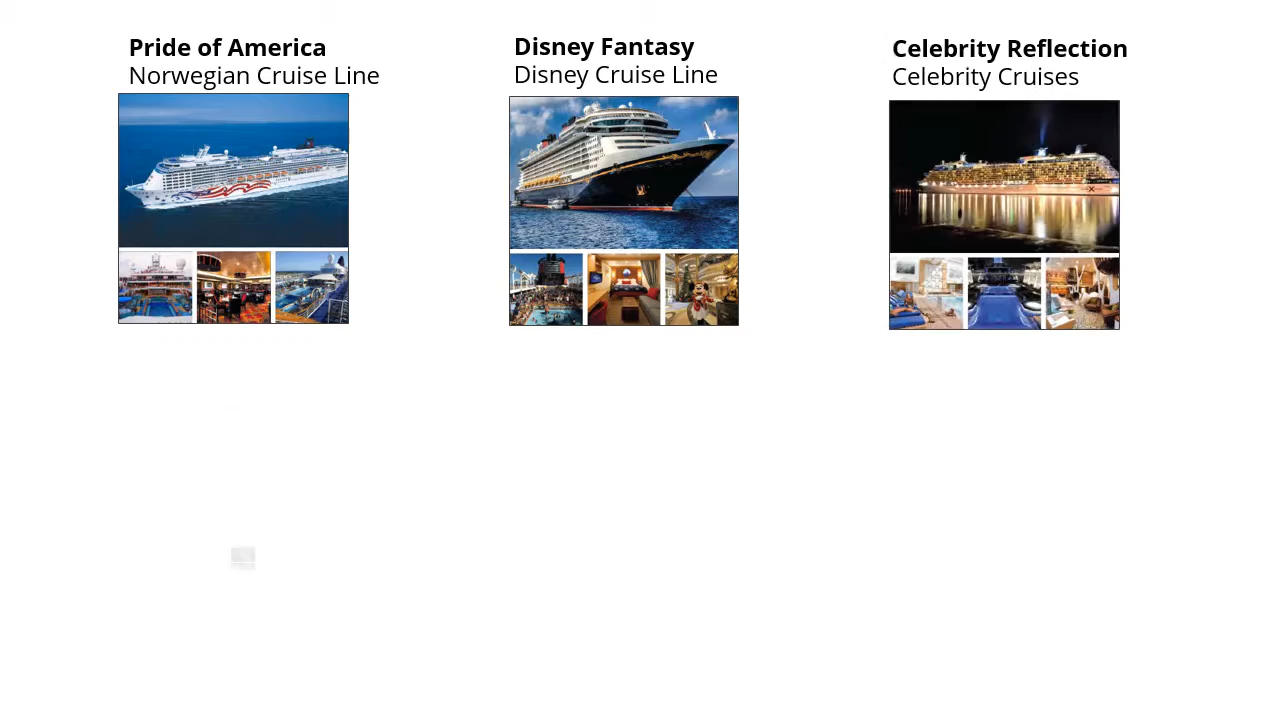 Pride of America
Norwegian Cruise Line
Disney Fantasy
Disney Cruise Line
Celebrity Reflection
Celebrity Cruises